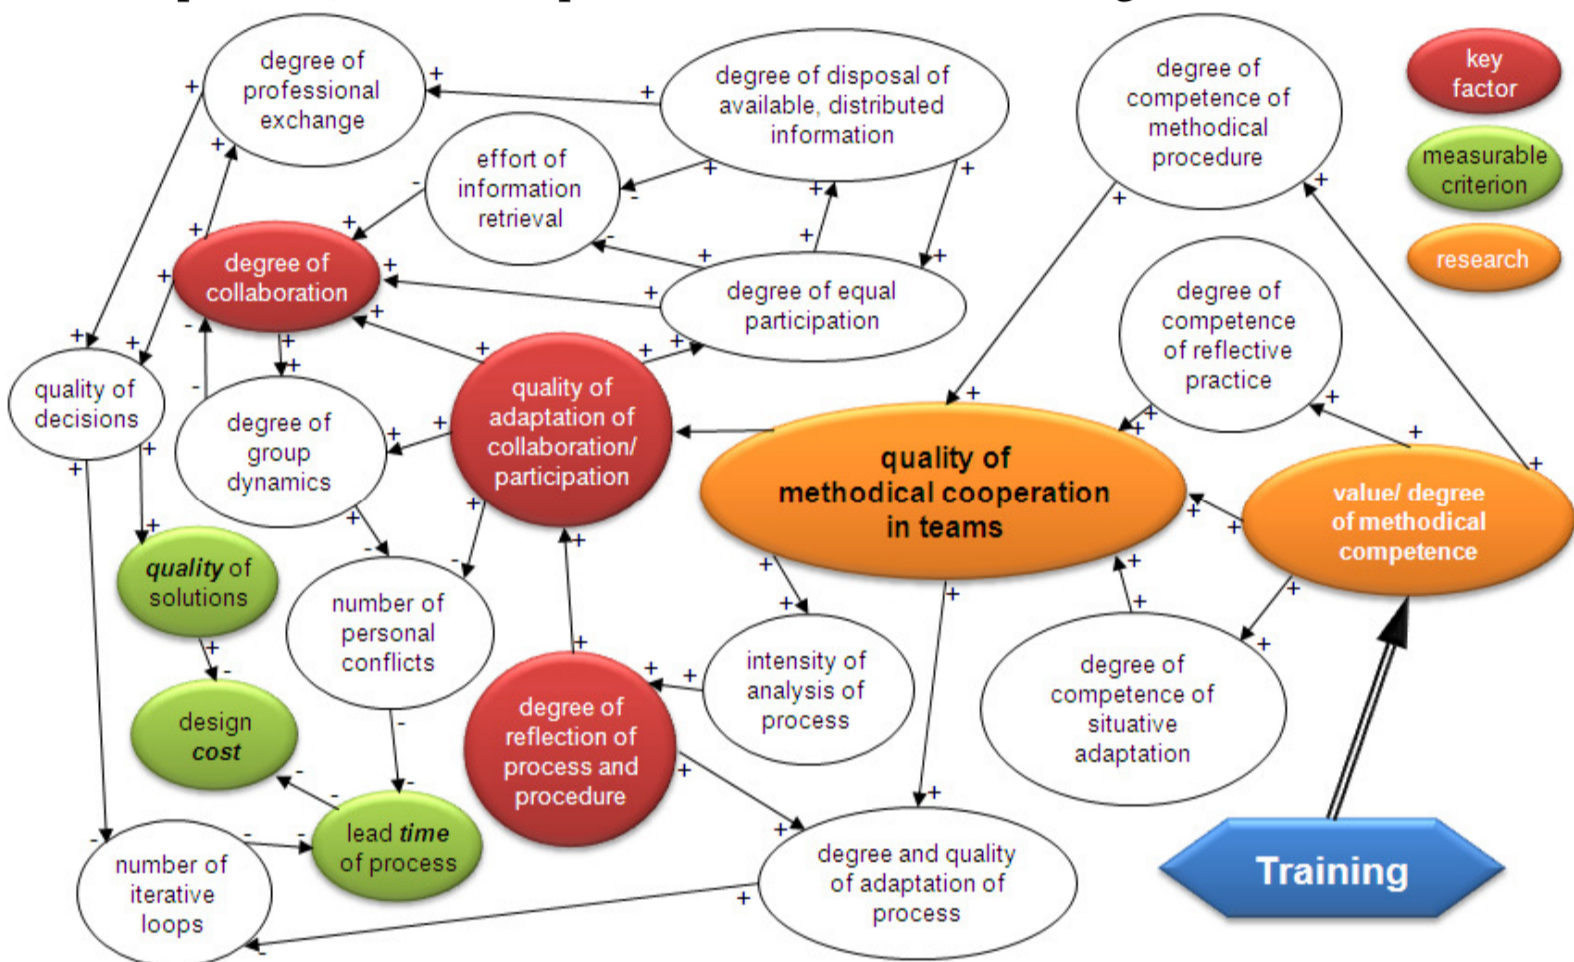 degree of
professional
exchange
degree of disposal of
available, distributed
information
degree of
competence of
methodical
procedure
key
factor
measurable
criterion
research
effort of
information
retrieval
degree of
collaboration
degree of equal
participation
degree of
competence
of reflective
practice
quality of
decisions
degree of
group
dynamics
quality of
adaptation of
collaboration/
participation
quality of
methodical cooperation
in teams
value/ degree
of methodical
competence
quality of
solutions
number of
personal
conflicts
intensity of
analysis of
process
degree of
competence of
situative
adaptation
design
cost
degree of
reflection of
process and
procedure
lead time
of process
number of
iterative
loops
degree and quality
of adaptation of
process
Training